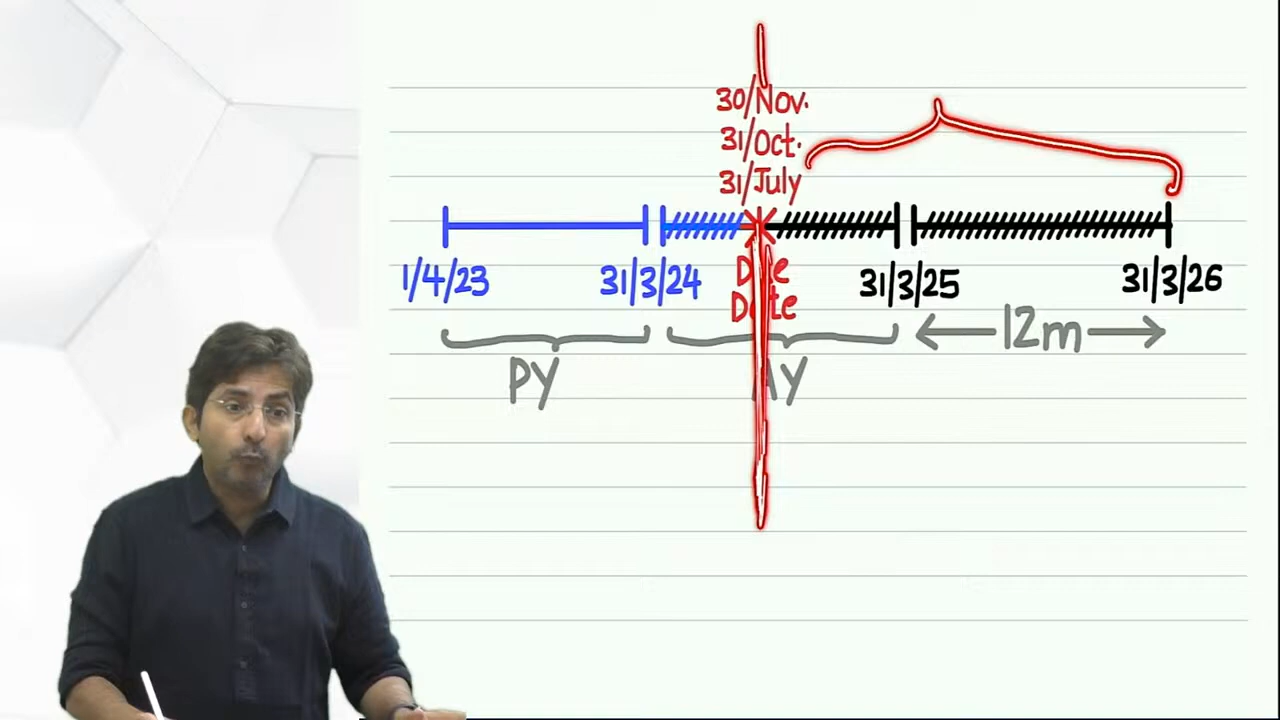 30/Nov.
31/Oct.
31/July
1/4/23
31/3/24
Due
Date
31/3/25
31/3/26
12m
PY
AY